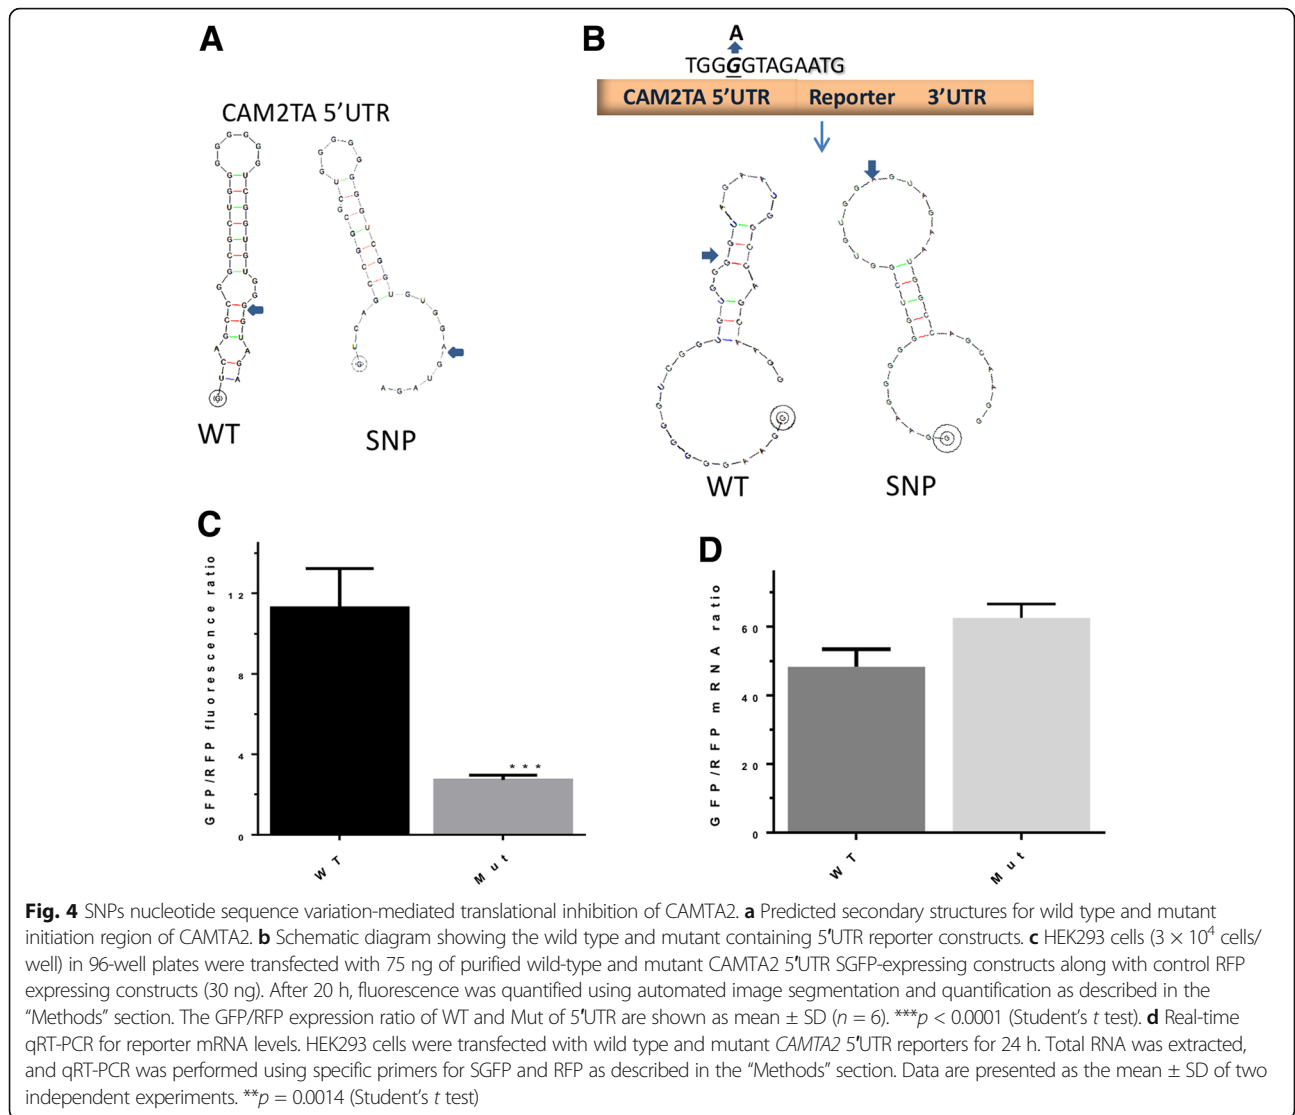 A
B
A
TGGGGTAGAATG
CAM2TA 5'UTR
CAM2TA 5'UTR Reporter 3'UTR
WT
SNP
WT
SNP
C
D
GFP/RFP fluorescence ratio
12
8
4
0
***
WT
Mut
GFP/RFP mRNA ratio
60
40
20
0
WT
Mut
Fig. 4 SNPs nucleotide sequence variation-mediated translational inhibition of CAMTA2. a Predicted secondary structures for wild type and mutant
initiation region of CAMTA2. b Schematic diagram showing the wild type and mutant containing 5'UTR reporter constructs. c HEK293 cells (3 × 10⁴ cells/
well) in 96-well plates were transfected with 75 ng of purified wild-type and mutant CAMTA2 5'UTR SGFP-expressing constructs along with control RFP
expressing constructs (30 ng). After 20 h, fluorescence was quantified using automated image segmentation and quantification as described in the
“Methods” section. The GFP/RFP expression ratio of WT and Mut of 5'UTR are shown as mean ± SD (n = 6). ***p < 0.0001 (Student's t test). d Real-time
qRT-PCR for reporter mRNA levels. HEK293 cells were transfected with wild type and mutant CAMTA2 5'UTR reporters for 24 h. Total RNA was extracted,
and qRT-PCR was performed using specific primers for SGFP and RFP as described in the “Methods” section. Data are presented as the mean ± SD of two
independent experiments. **p = 0.0014 (Student's t test)